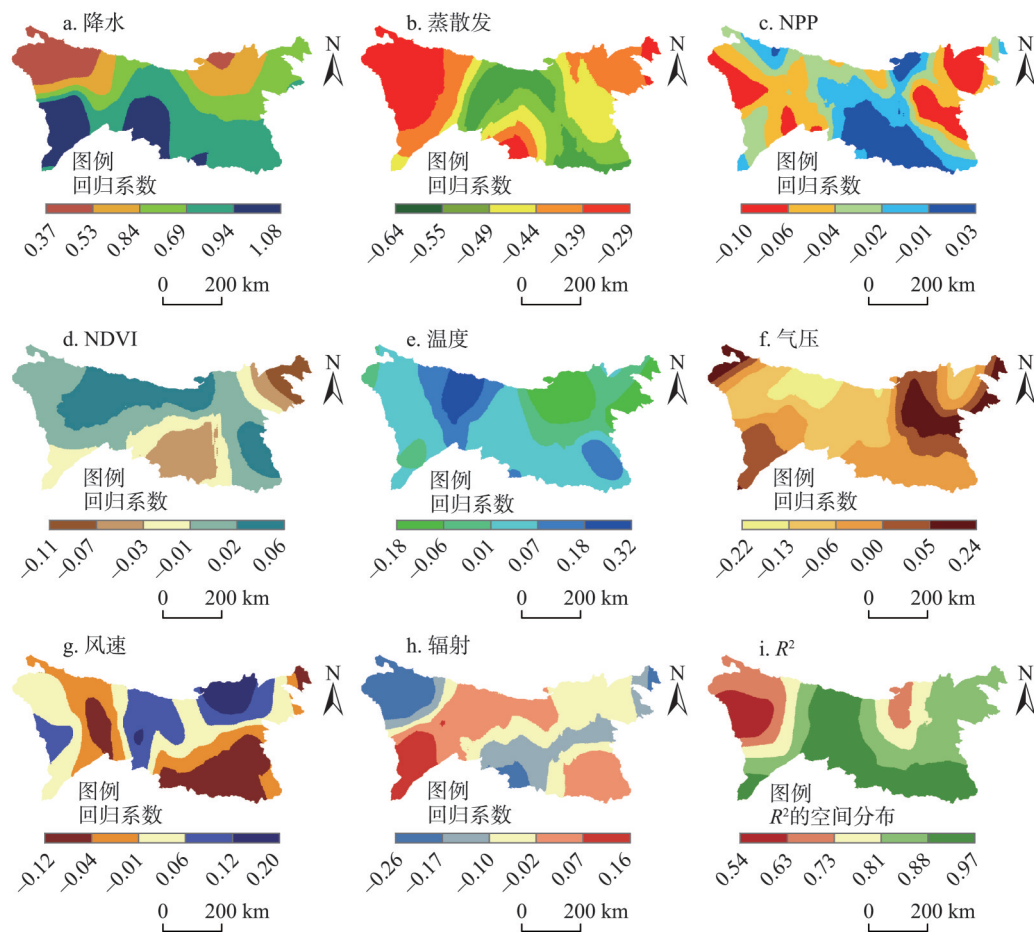 a. 降水
N
图例
回归系数
0.37 0.53 0.84 0.69 0.94 1.08
0 200 km
b. 蒸散发
N
图例
回归系数
−0.64 −0.55 −0.49 −0.44 −0.39 −0.29
0 200 km
c. NPP
N
图例
回归系数
−0.10 −0.06 −0.04 −0.02 −0.01 0.03
0 200 km
d. NDVI
N
图例
回归系数
−0.11 −0.07 −0.03 −0.01 0.02 0.06
0 200 km
e. 温度
N
图例
回归系数
−0.18 −0.06 0.01 0.07 0.18 0.32
0 200 km
f. 气压
N
图例
回归系数
−0.22 −0.13 −0.06 0.00 0.05 0.24
0 200 km
g. 风速
N
图例
回归系数
−0.12 −0.04 −0.01 0.06 0.12 0.20
0 200 km
h. 辐射
N
图例
回归系数
−0.26 −0.17 −0.10 −0.02 0.07 0.16
0 200 km
i. R²
N
图例
R²的空间分布
0.54 0.63 0.73 0.81 0.88 0.97
0 200 km